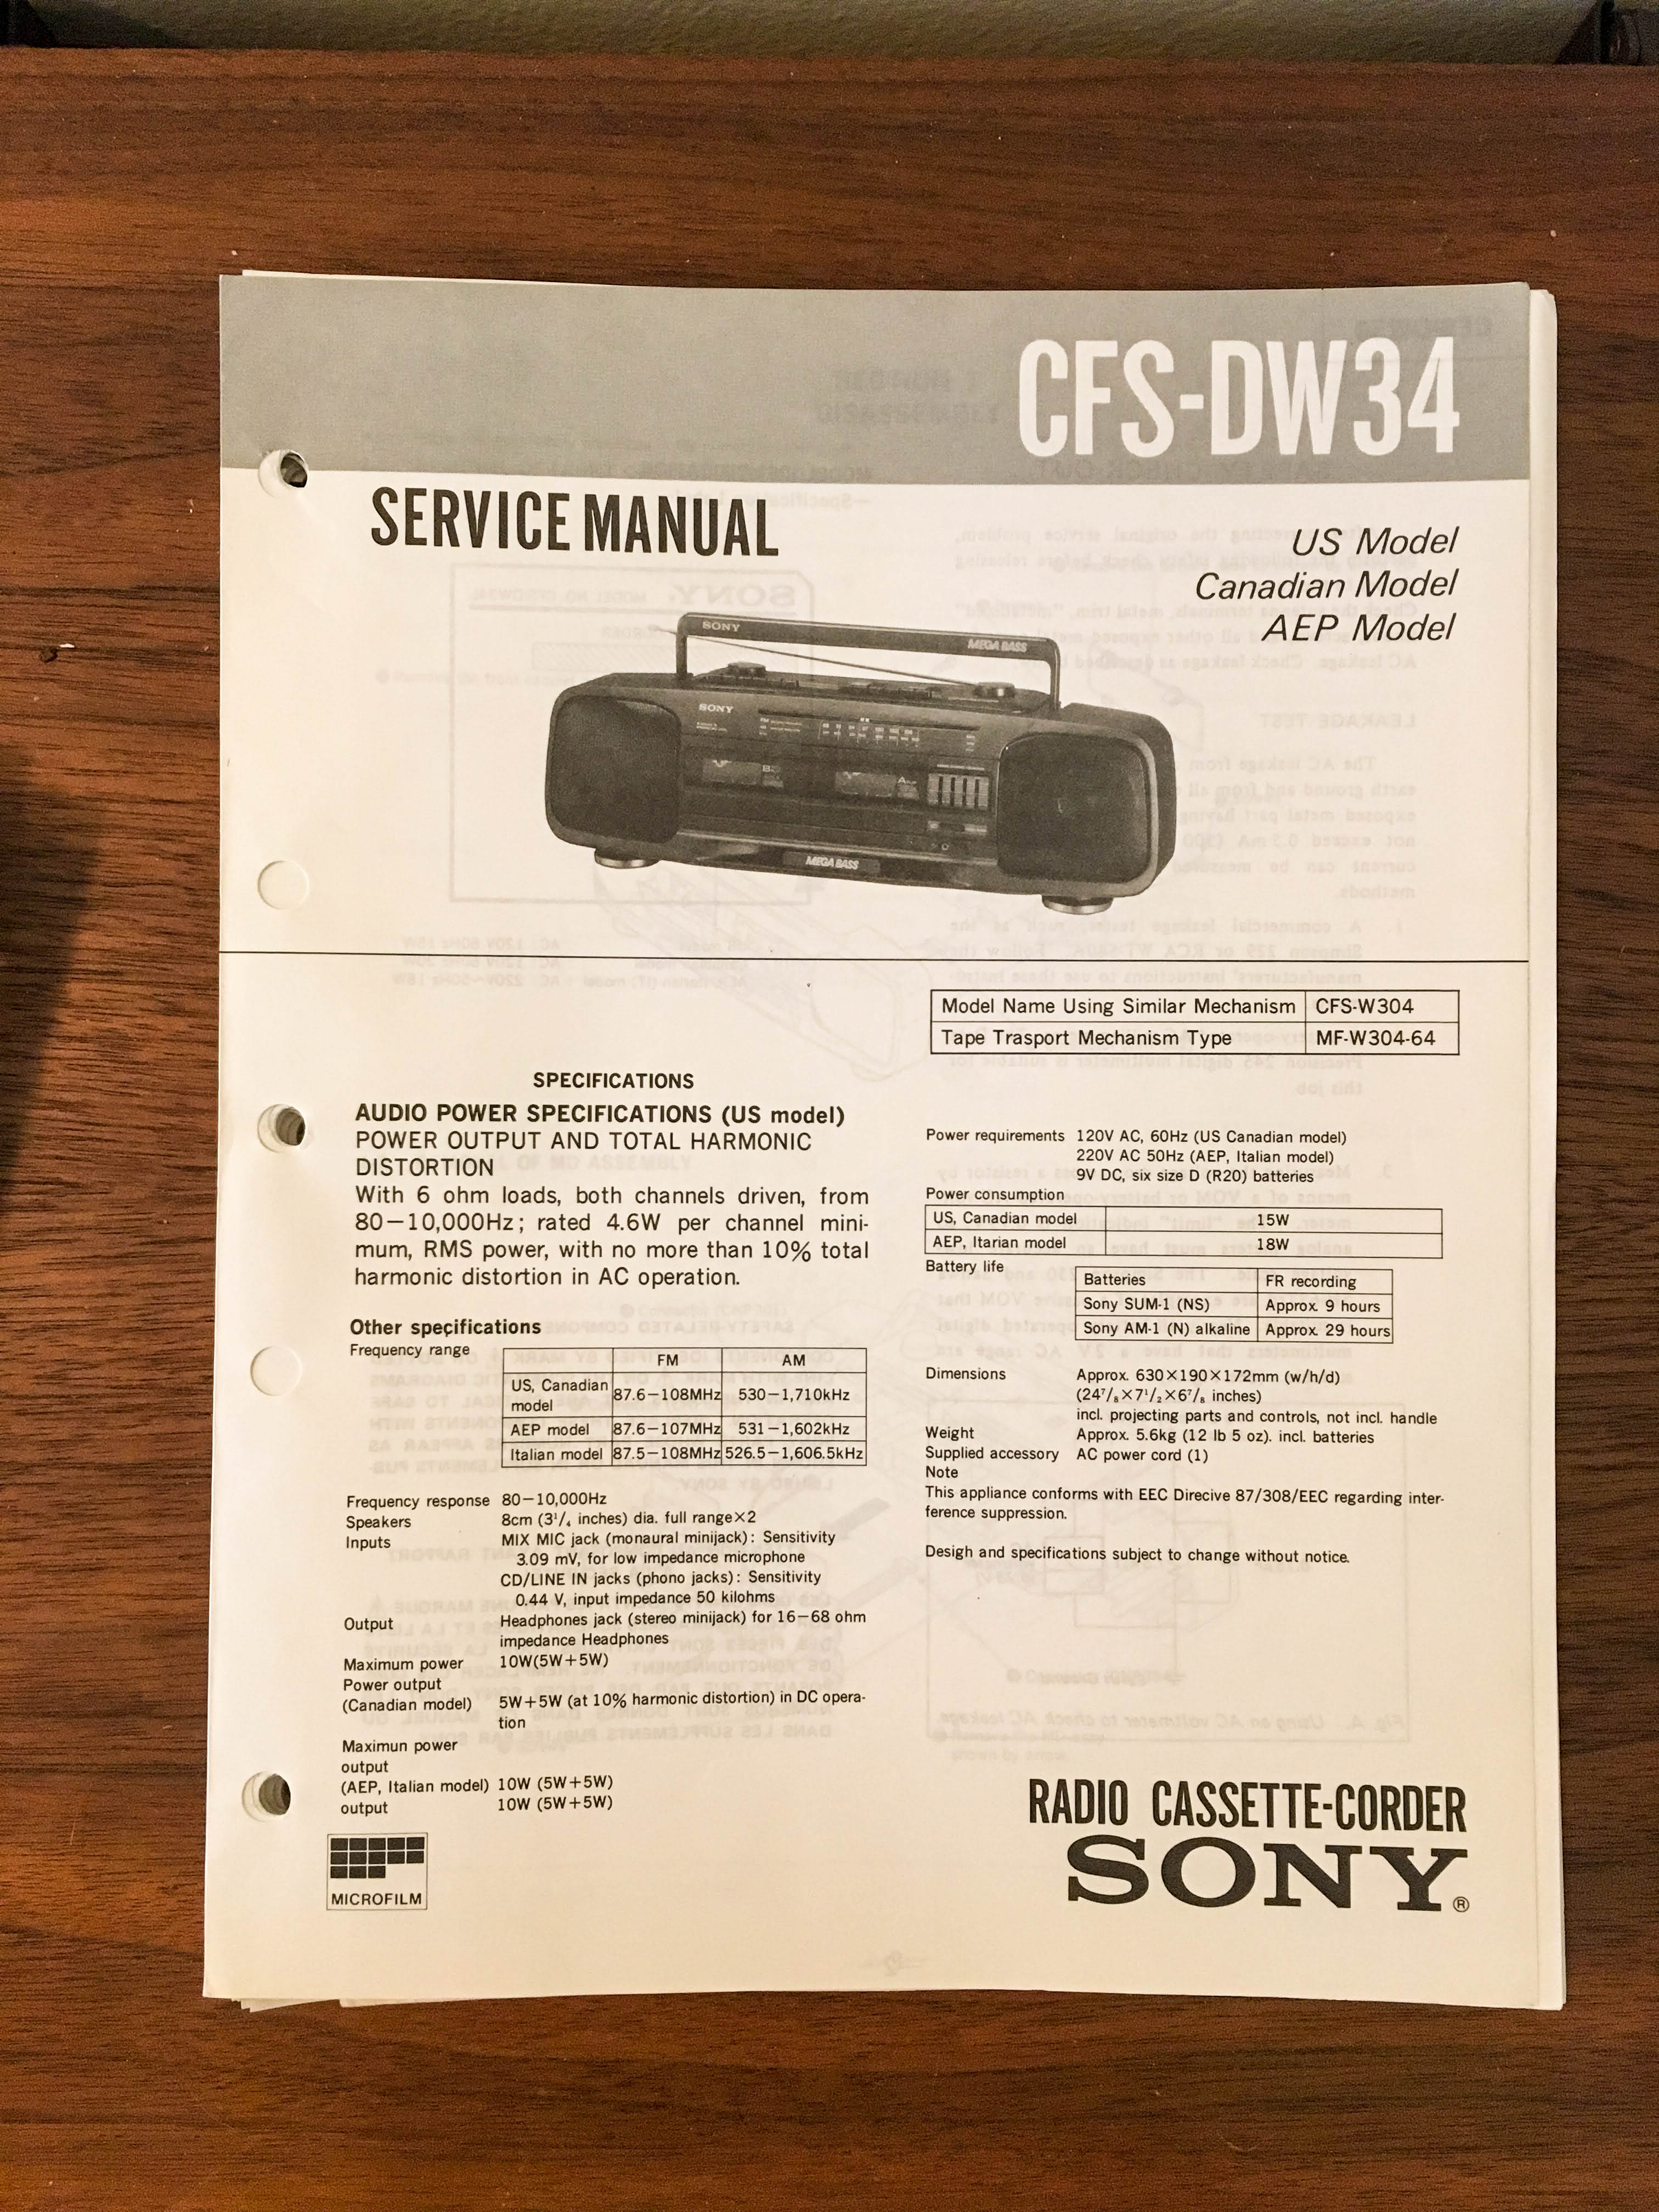 CFS-DW34
SERVICE MANUAL
US Model
Canadian Model
AEP Model
SONY
MEGA BASS
SONY
MEGA BASS
Model Name Using Similar Mechanism CFS-W304
Tape Trasport Mechanism Type MF-W304-64
SPECIFICATIONS
AUDIO POWER SPECIFICATIONS (US model)
POWER OUTPUT AND TOTAL HARMONIC
DISTORTION
With 6 ohm loads, both channels driven, from
80—10,000Hz; rated 4.6W per channel mini-
mum, RMS power, with no more than 10% total
harmonic distortion in AC operation.
Other specifications
Frequency range
FM AM
US, Canadian
model 87.6—108MHz 530—1,710kHz
AEP model 87.6—107MHz 531—1,602kHz
Italian model 87.5—108MHz 526.5—1,606.5kHz
Frequency response 80—10,000Hz
Speakers 8cm (3¹/₄ inches) dia. full range×2
Inputs MIX MIC jack (monaural minijack): Sensitivity
3.09 mV, for low impedance microphone
CD/LINE IN jacks (phono jacks): Sensitivity
0.44 V, input impedance 50 kilohms
Output Headphones jack (stereo minijack) for 16—68 ohm
impedance Headphones
Maximum power 10W(5W+5W)
Power output
(Canadian model) 5W+5W (at 10% harmonic distortion) in DC opera-
tion
Maximun power
output
(AEP, Italian model) 10W (5W+5W)
output 10W (5W+5W)
MICROFILM
Power requirements 120V AC, 60Hz (US Canadian model)
220V AC 50Hz (AEP, Italian model)
9V DC, six size D (R20) batteries
Power consumption
US, Canadian model 15W
AEP, Itarian model 18W
Battery life
Batteries FR recording
Sony SUM-1 (NS) Approx. 9 hours
Sony AM-1 (N) alkaline Approx. 29 hours
Dimensions Approx. 630×190×172mm (w/h/d)
(24⁷/₈×7¹/₂×6⁷/₈ inches)
incl. projecting parts and controls, not incl. handle
Weight Approx. 5.6kg (12 lb 5 oz). incl. batteries
Supplied accessory AC power cord (1)
Note
This appliance conforms with EEC Direcive 87/308/EEC regarding inter-
ference suppression.
Desigh and specifications subject to change without notice.
RADIO CASSETTE-CORDER
SONY®